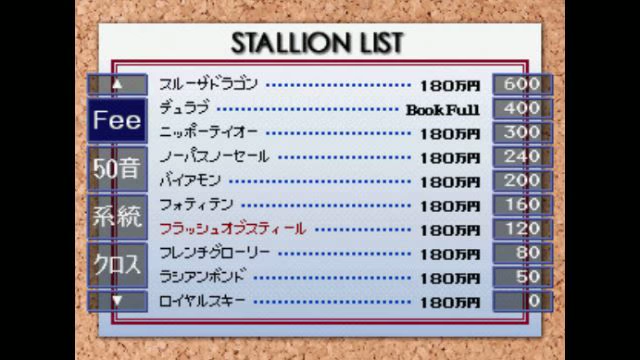 STALLION LIST
▲
Fee
50音
系統
クロス
▼
スルーザドラゴン 180万円
デュラブ Book Full
ニッポーテイオー 180万円
ノーパスノーセール 180万円
バイアモン 180万円
フォティテン 180万円
フラッシュオブスティール 180万円
フレンチグローリー 180万円
ラシアンボンド 180万円
ロイヤルスキー 180万円
600
400
300
240
200
160
120
80
50
0